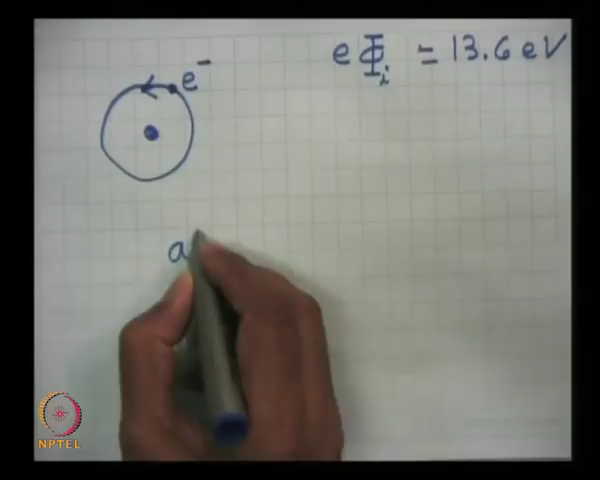 e⁻
eΦᵢ = 13.6 eV
a
NPTEL